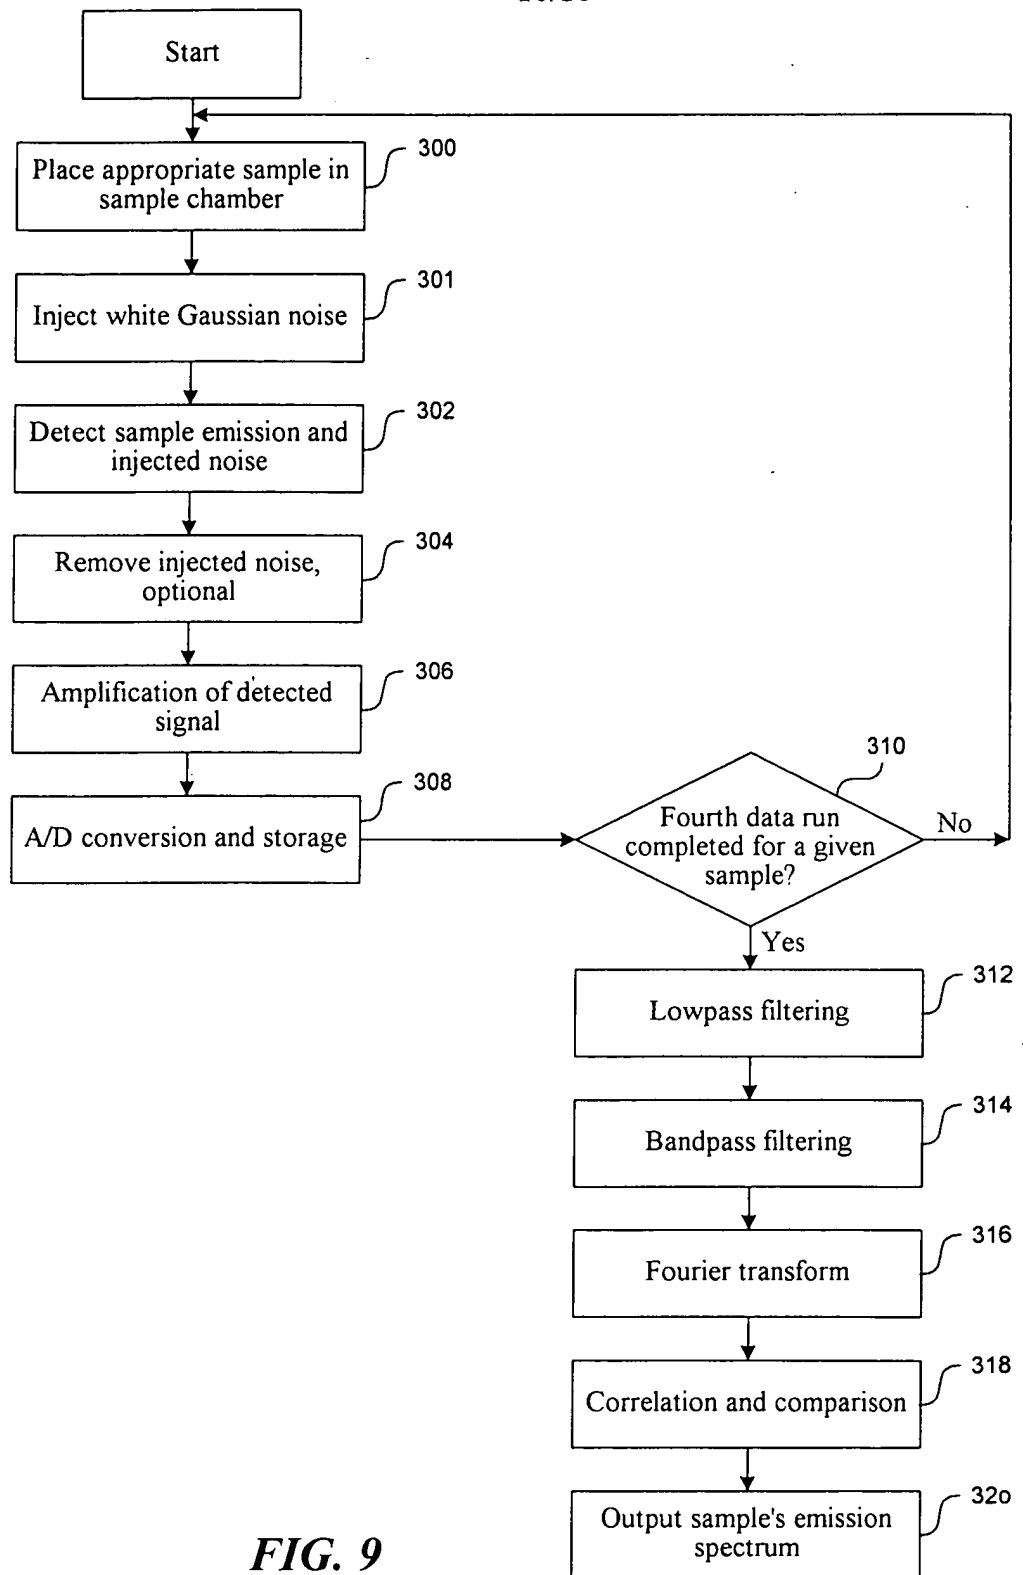 Start
Place appropriate sample in
sample chamber
300
Inject white Gaussian noise
301
Detect sample emission and
injected noise
302
Remove injected noise,
optional
304
Amplification of detected
signal
306
A/D conversion and storage
308
Fourth data run
completed for a given
sample?
310
No
Yes
Lowpass filtering
312
Bandpass filtering
314
Fourier transform
316
Correlation and comparison
318
Output sample's emission
spectrum
32o
FIG. 9